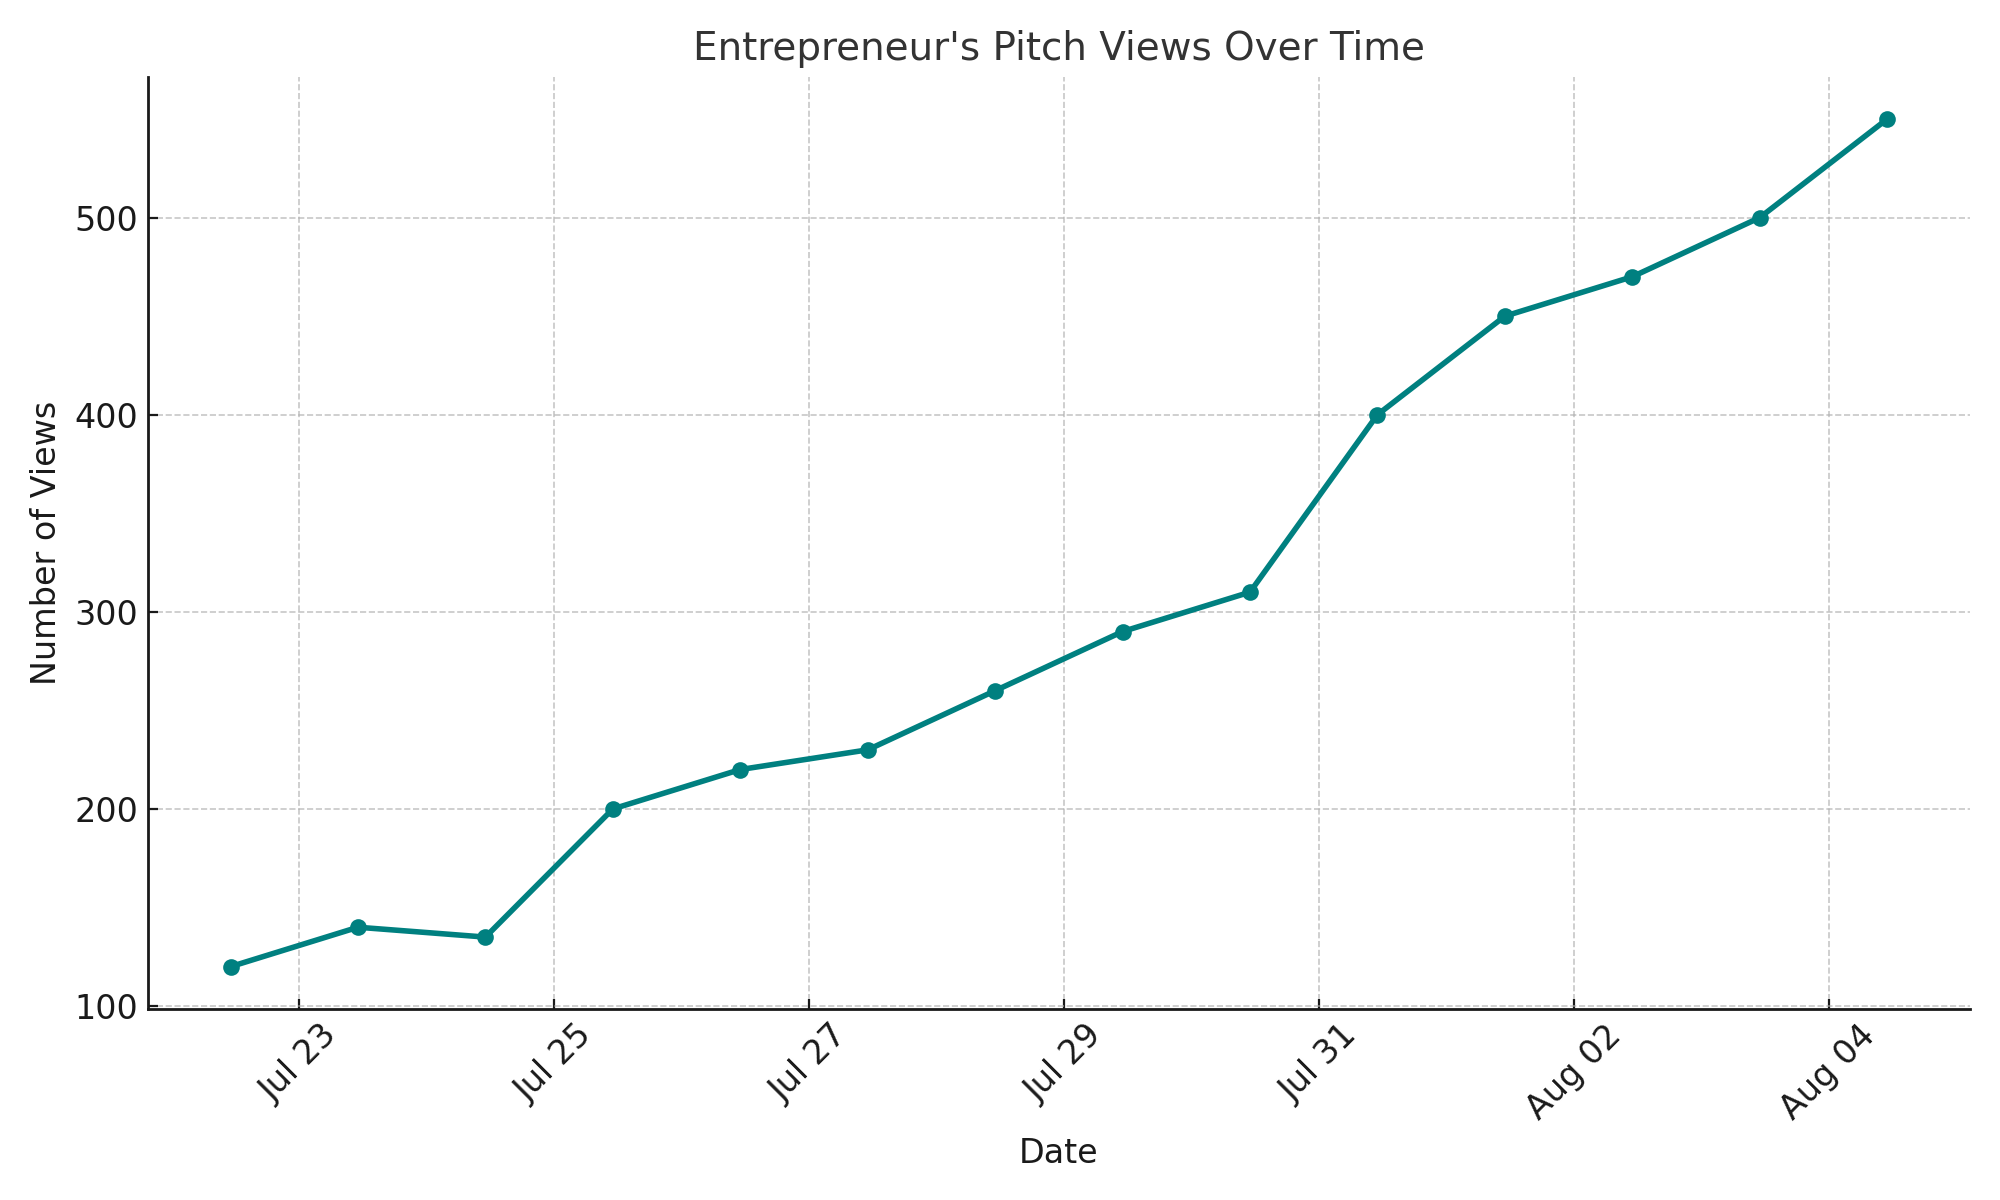 Entrepreneur's Pitch Views Over Time
Number of Views
500
400
300
200
100
Jul 23
Jul 25
Jul 27
Jul 29
Jul 31
Aug 02
Aug 04
Date